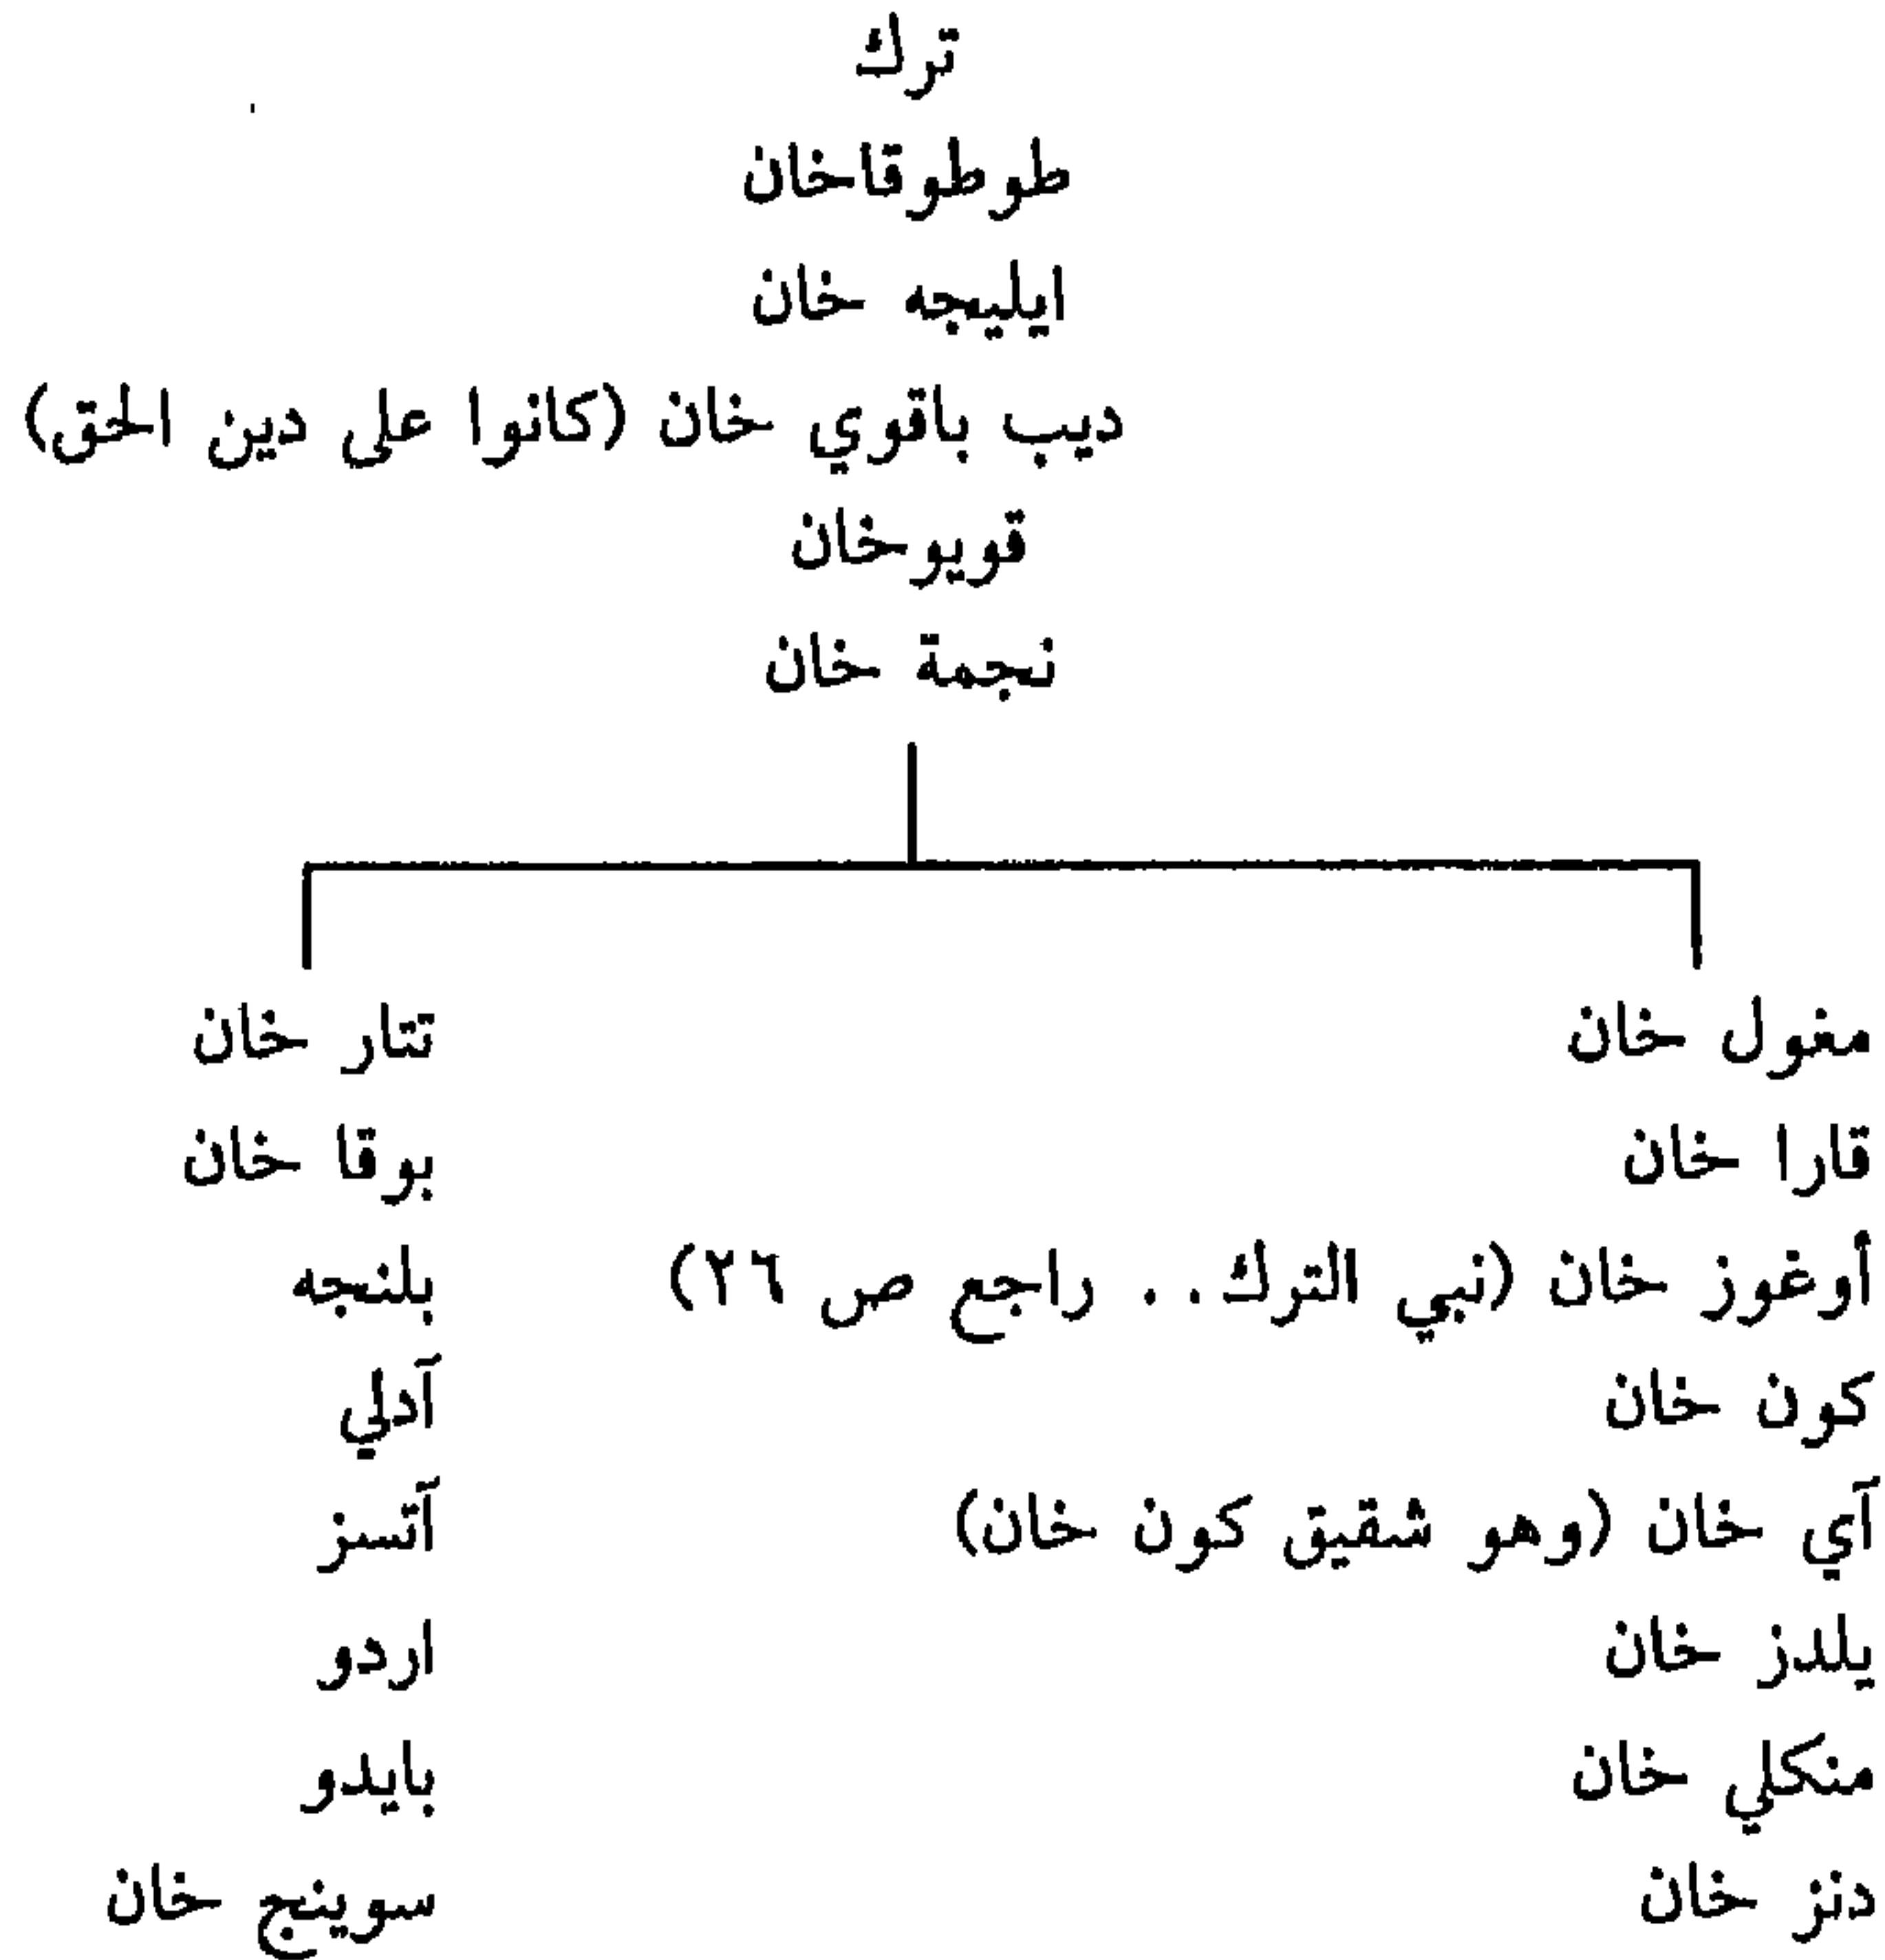 ترك
طوطوقاخان
ايليجه خان
ديب باقوي خان (كانوا على دين الحق)
قويوخان
نجمة خان
مغول خان
قارا خان
أوغوز خان (نبي الترك . . راجع ص ٢٦)
كون خان
آي خان (وهو شقيق كون خان)
يلدز خان
منكلي خان
دنز خان
تتار خان
بوقا خان
يلنجه
آدلي
آتسز
اردو
بايدو
سوينج خان